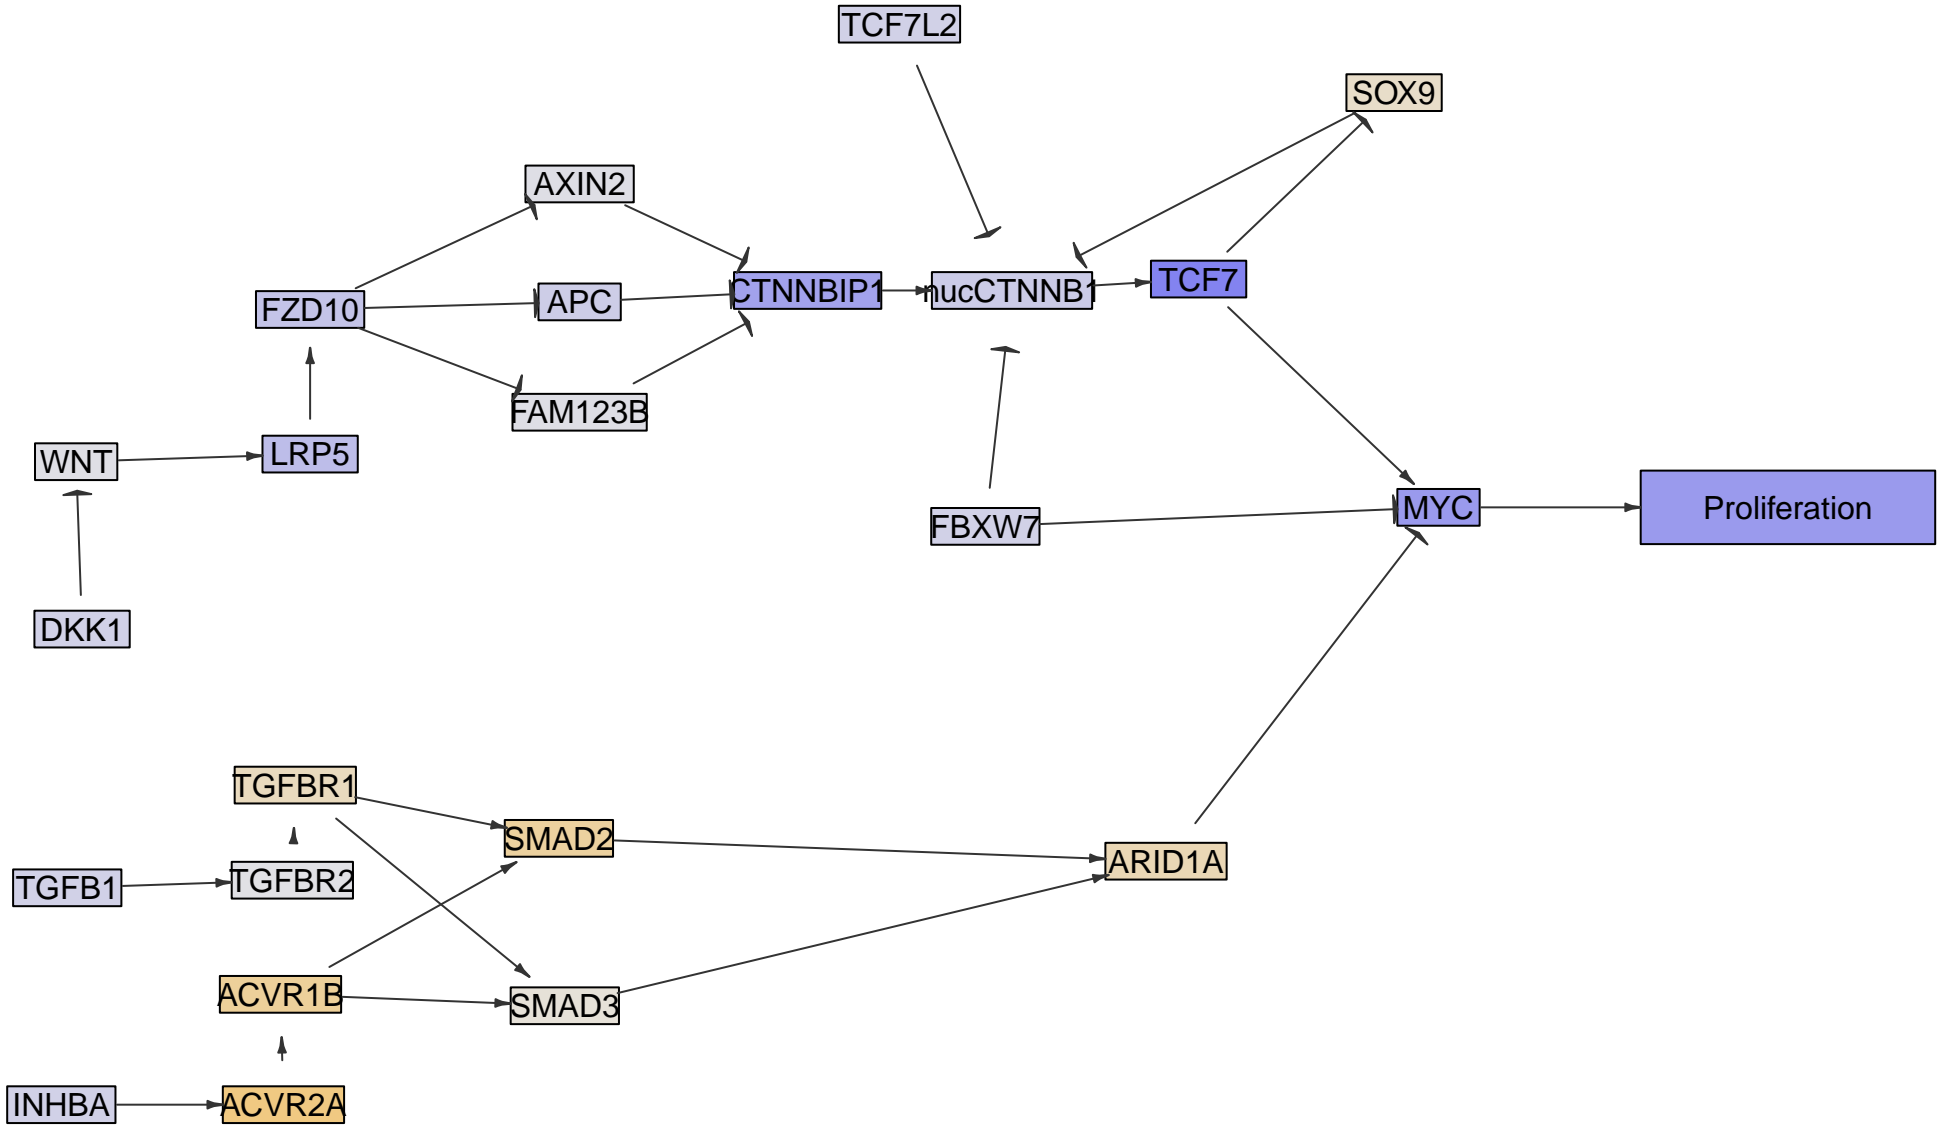 TCF7L2
SOX9
AXIN2
TCF7
CTNNBIP1
nucCTNNB1
APC
FZD10
FAM123B
LRP5
WNT
MYC
Proliferation
FBXW7
DKK1
TGFBR1
SMAD2
ARID1A
TGFBR2
TGFB1
ACVR1B
SMAD3
INHBA
ACVR2A